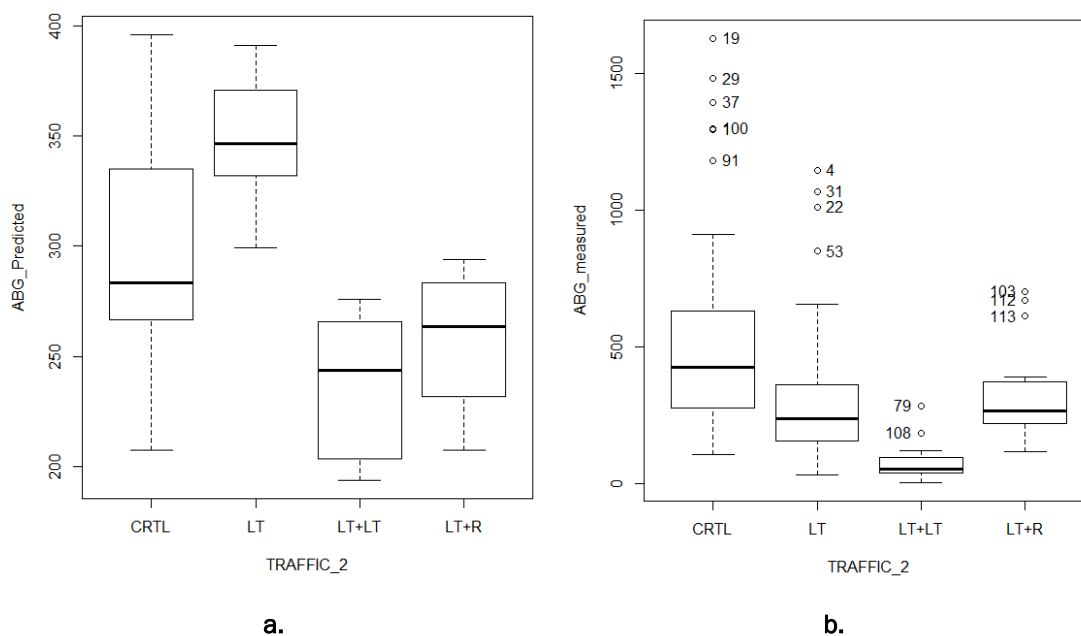 400
350
300
250
200
ABG_Predicted
CRTL LT LT+LT LT+R
TRAFFIC_2
a.
1500
1000
500
0
ABG_measured
19
29
37
100
91
4
31
22
53
79
108
103
112
113
CRTL LT LT+LT LT+R
TRAFFIC_2
b.